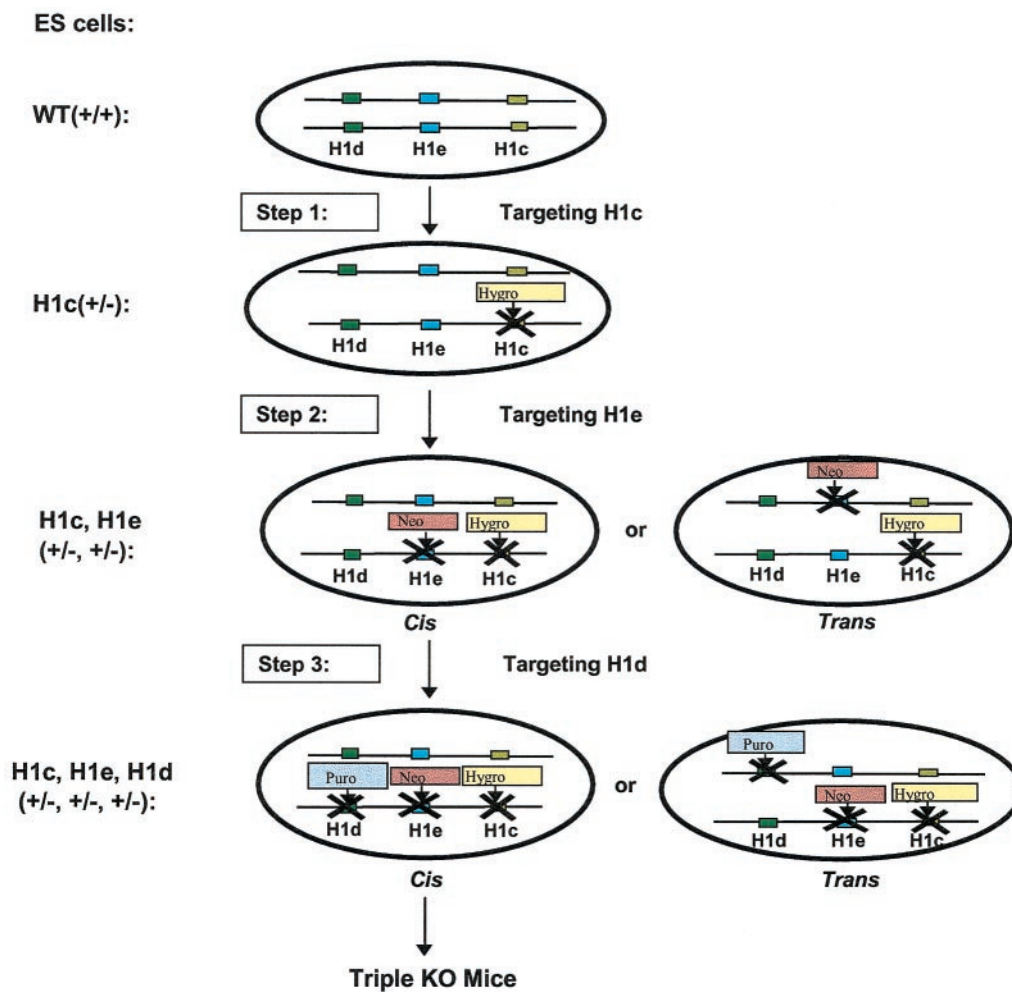 ES cells:
WT(+/+):
H1d H1e H1c
Step 1: Targeting H1c
H1c(+/-):
Hygro
H1d H1e H1c
Step 2: Targeting H1e
H1c, H1e
(+/-, +/-):
Neo Hygro
H1d H1e H1c
Cis
or
Neo
Hygro
H1d H1e H1c
Trans
Step 3: Targeting H1d
H1c, H1e, H1d
(+/-, +/-, +/-):
Puro Neo Hygro
H1d H1e H1c
Cis
or
Puro
Neo Hygro
H1d H1e H1c
Trans
Triple KO Mice